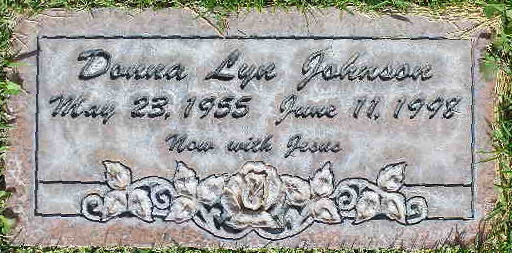 Donna Lyn Johnson
May 23, 1955 June 11, 1998
Now with Jesus